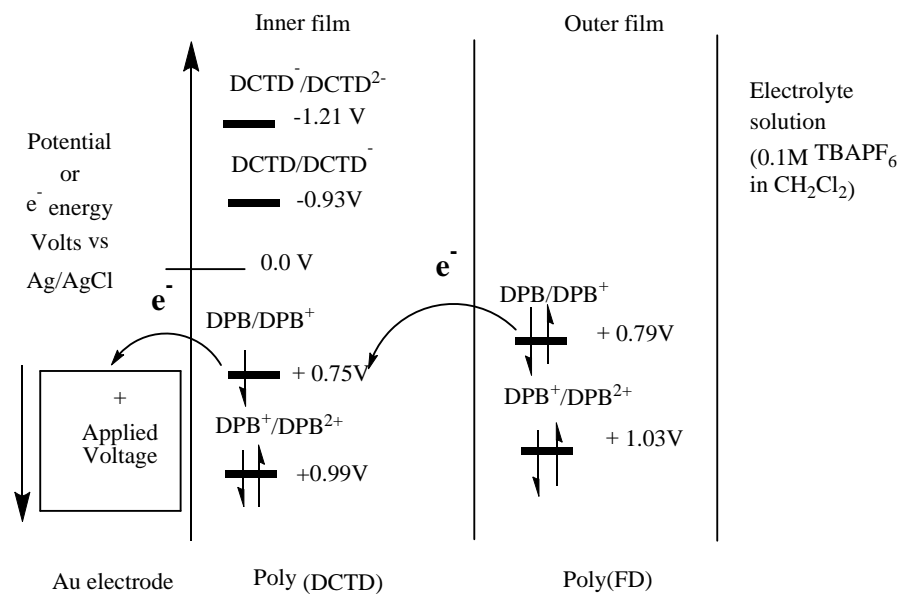 Inner film
Outer film
DCTD⁻/DCTD²⁻
-1.21 V
DCTD/DCTD⁻
-0.93V
0.0 V
Potential
or
e⁻ energy
Volts vs
Ag/AgCl
Electrolyte
solution
(0.1M TBAPF₆
in CH₂Cl₂)
e⁻
e⁻
DPB/DPB⁺
+ 0.75V
DPB⁺/DPB²⁺
+0.99V
DPB/DPB⁺
+ 0.79V
DPB⁺/DPB²⁺
+ 1.03V
+
Applied
Voltage
Au electrode
Poly (DCTD)
Poly(FD)